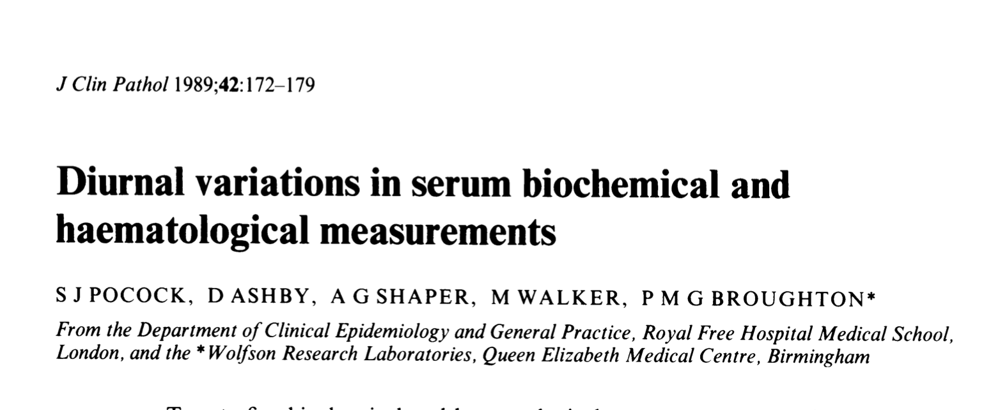 J Clin Pathol 1989;42:172–179
Diurnal variations in serum biochemical and
haematological measurements
S J POCOCK, D ASHBY, A G SHAPER, M WALKER, P M G BROUGHTON*
From the Department of Clinical Epidemiology and General Practice, Royal Free Hospital Medical School,
London, and the *Wolfson Research Laboratories, Queen Elizabeth Medical Centre, Birmingham